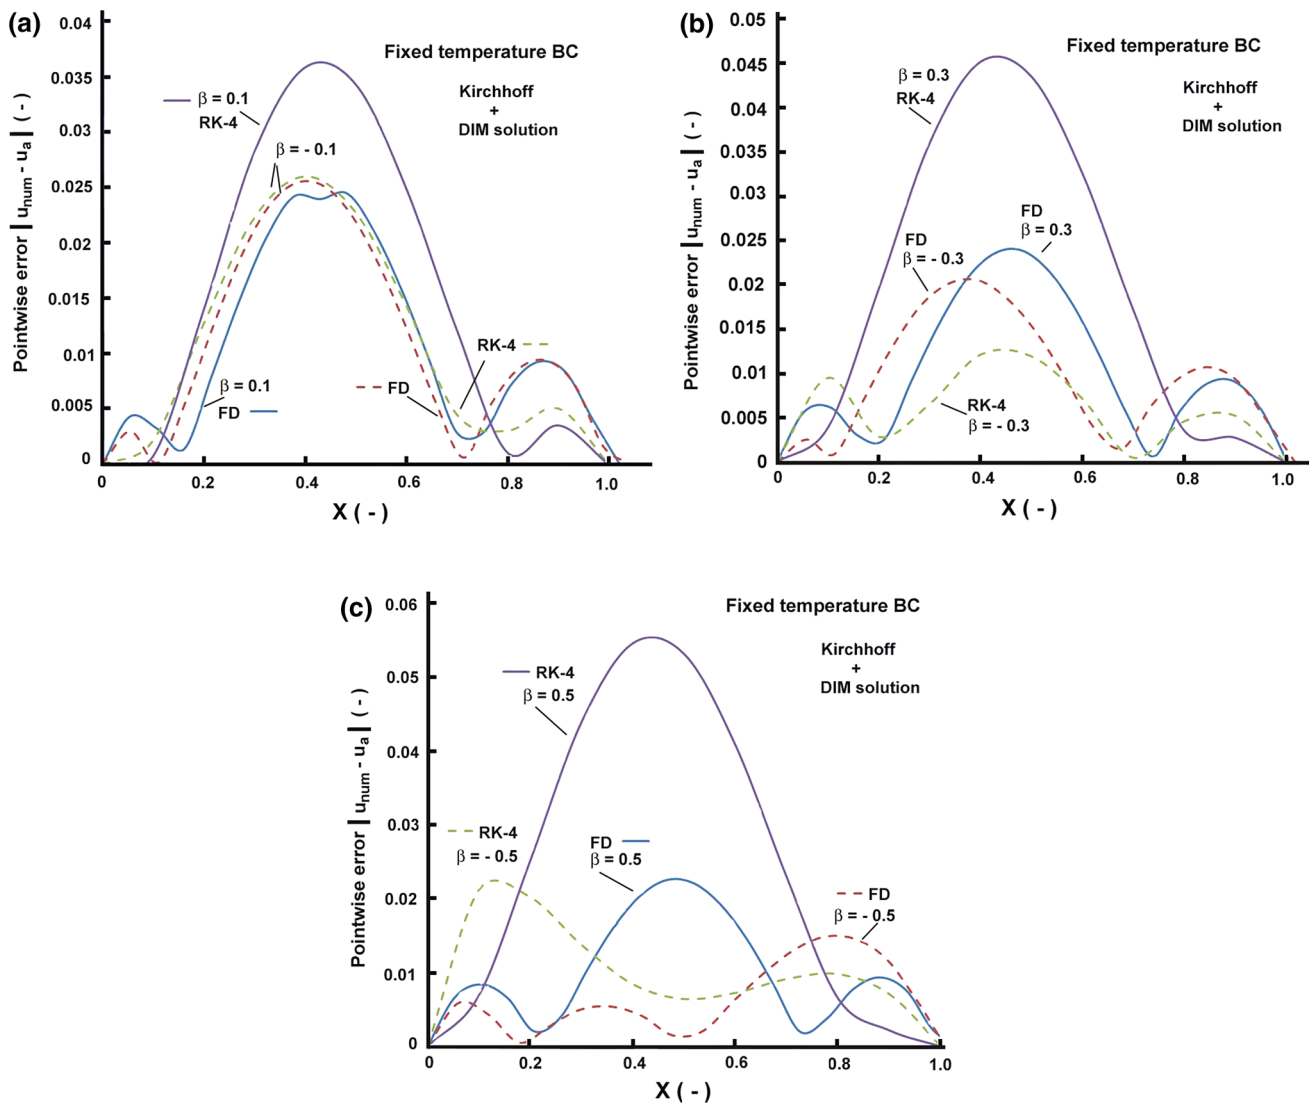 (a)
0.04
0.035
0.03
0.025
0.02
0.015
0.01
0.005
0
0
0.2
0.4
0.6
0.8
1.0
X ( - )
Pointwise error | u_num - u_a | ( - )
Fixed temperature BC
Kirchhoff
+
DIM solution
β = 0.1
RK-4
β = - 0.1
RK-4
FD
β = 0.1
FD
(b)
0.05
0.045
0.04
0.035
0.03
0.025
0.02
0.015
0.01
0.005
0
0
0.2
0.4
0.6
0.8
1.0
X ( - )
Pointwise error | u_num - u_a | ( - )
Fixed temperature BC
Kirchhoff
+
DIM solution
β = 0.3
RK-4
FD
β = 0.3
FD
β = - 0.3
RK-4
β = - 0.3
(c)
0.06
0.05
0.04
0.03
0.02
0.01
0
0
0.2
0.4
0.6
0.8
1.0
X ( - )
Pointwise error | u_num - u_a | ( - )
Fixed temperature BC
Kirchhoff
+
DIM solution
RK-4
β = 0.5
RK-4
β = - 0.5
FD
β = 0.5
FD
β = - 0.5